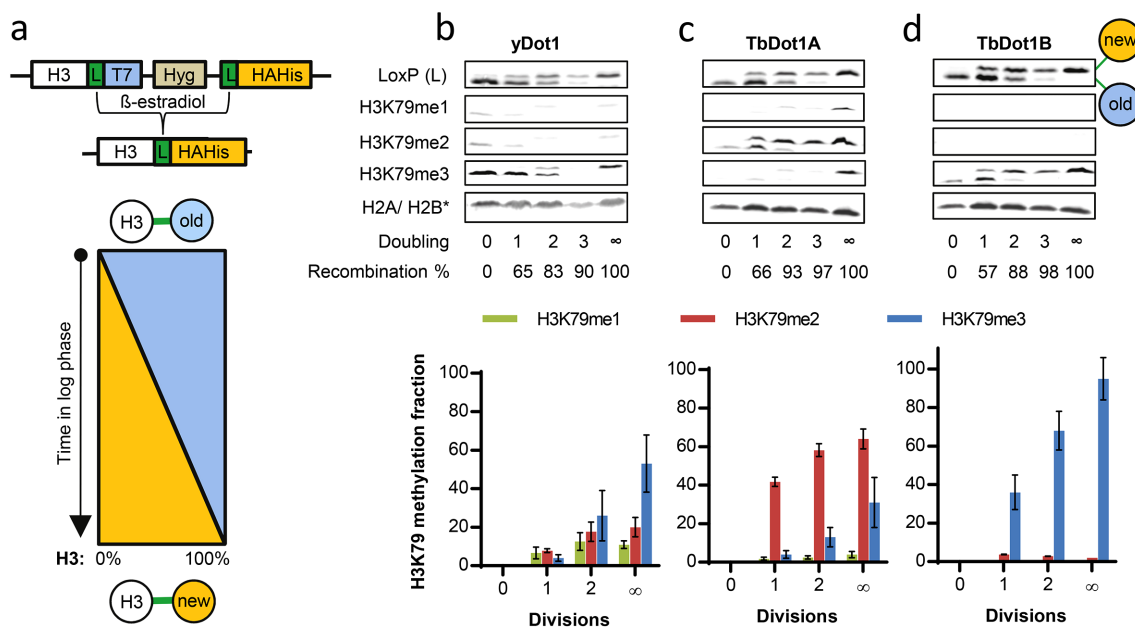 a
H3 L T7 Hyg L HAHis
ß-estradiol
H3 L HAHis
H3 old
Time in log phase
H3: 0% 100%
H3 new
b
yDot1
c
TbDot1A
d
TbDot1B
new
old
LoxP (L)
H3K79me1
H3K79me2
H3K79me3
H2A/ H2B*
Doubling 0 1 2 3 ∞ 0 1 2 3 ∞ 0 1 2 3 ∞
Recombination % 0 65 83 90 100 0 66 93 97 100 0 57 88 98 100
H3K79me1 H3K79me2 H3K79me3
H3K79 methylation fraction
100
80
60
40
20
0
0 1 2 ∞
Divisions
100
80
60
40
20
0
0 1 2 ∞
Divisions
100
80
60
40
20
0
0 1 2 ∞
Divisions